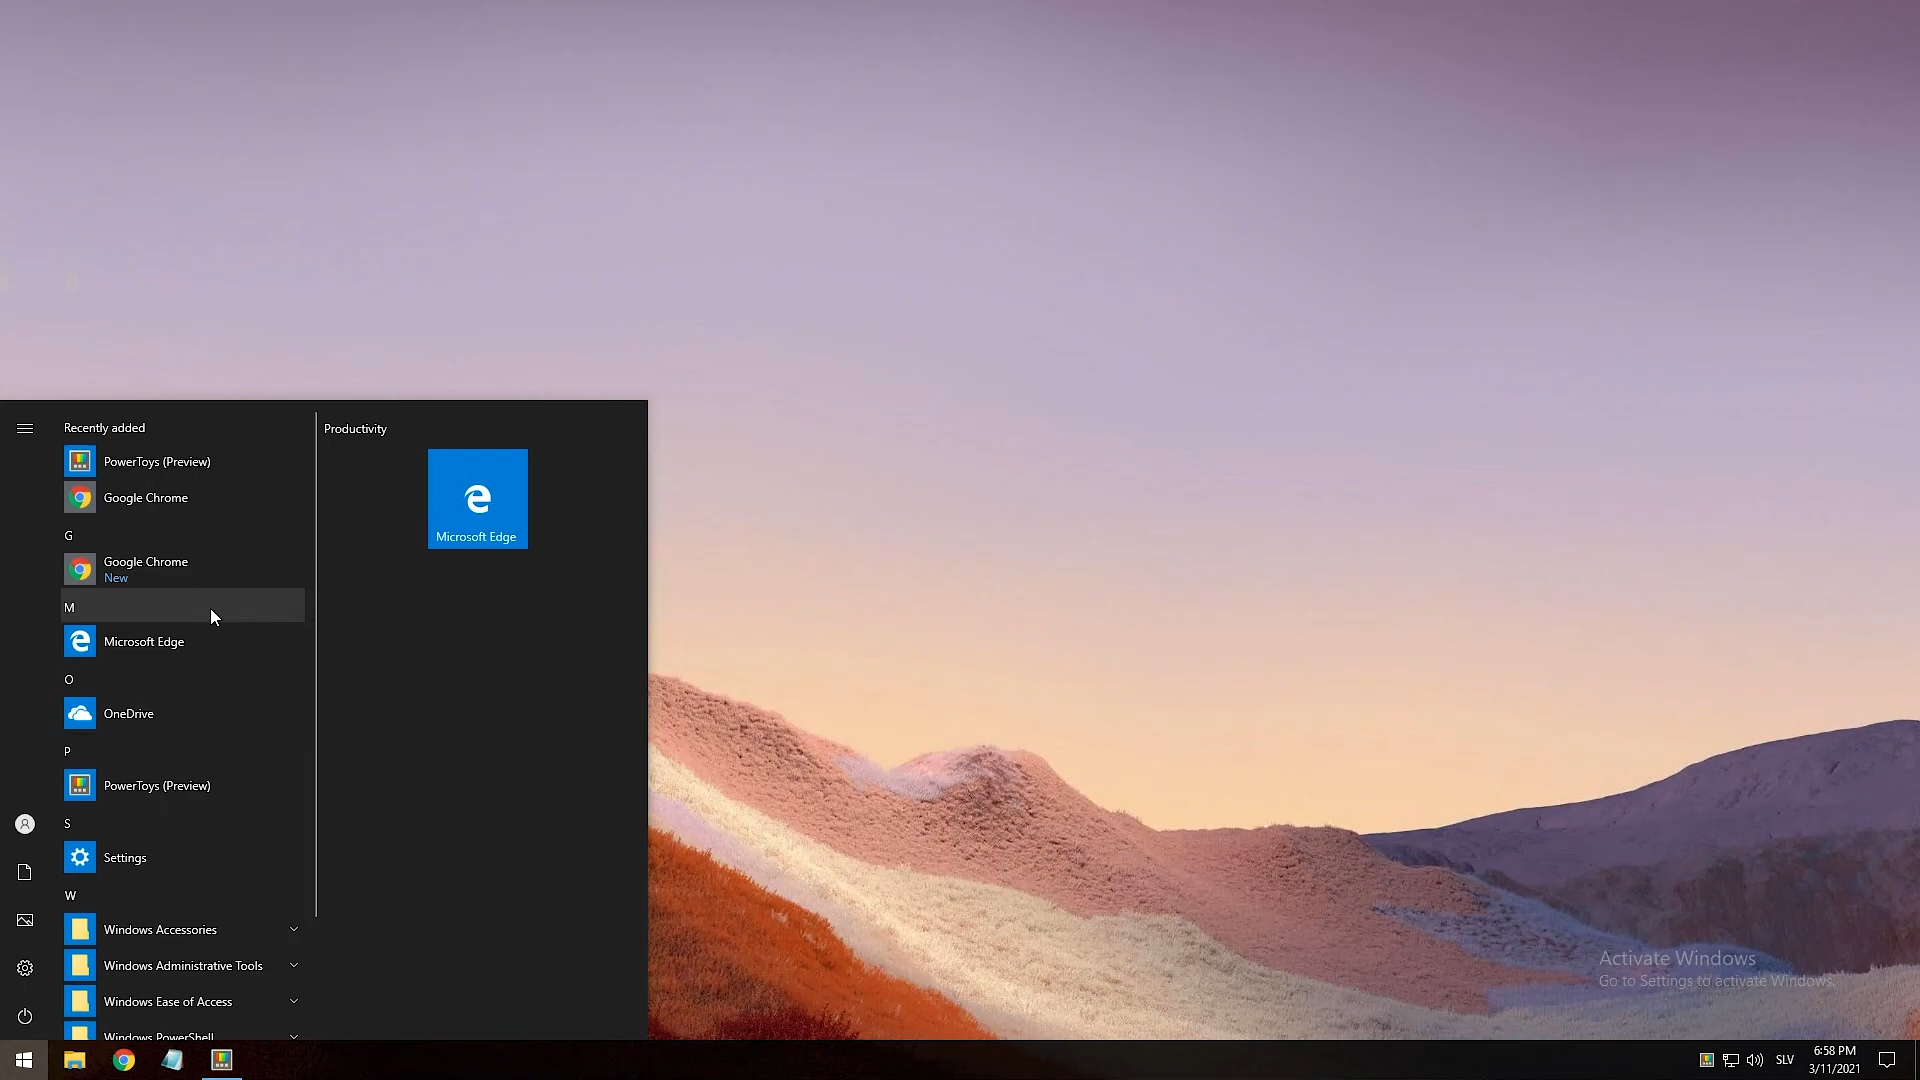 Recently added
PowerToys (Preview)
Google Chrome
G
Google Chrome
New
M
Microsoft Edge
O
OneDrive
P
PowerToys (Preview)
S
Settings
W
Windows Accessories
Windows Administrative Tools
Windows Ease of Access
Windows PowerShell
Productivity
Microsoft Edge
Activate Windows
Go to Settings to activate Windows.
SLV
6:58 PM
3/11/2021